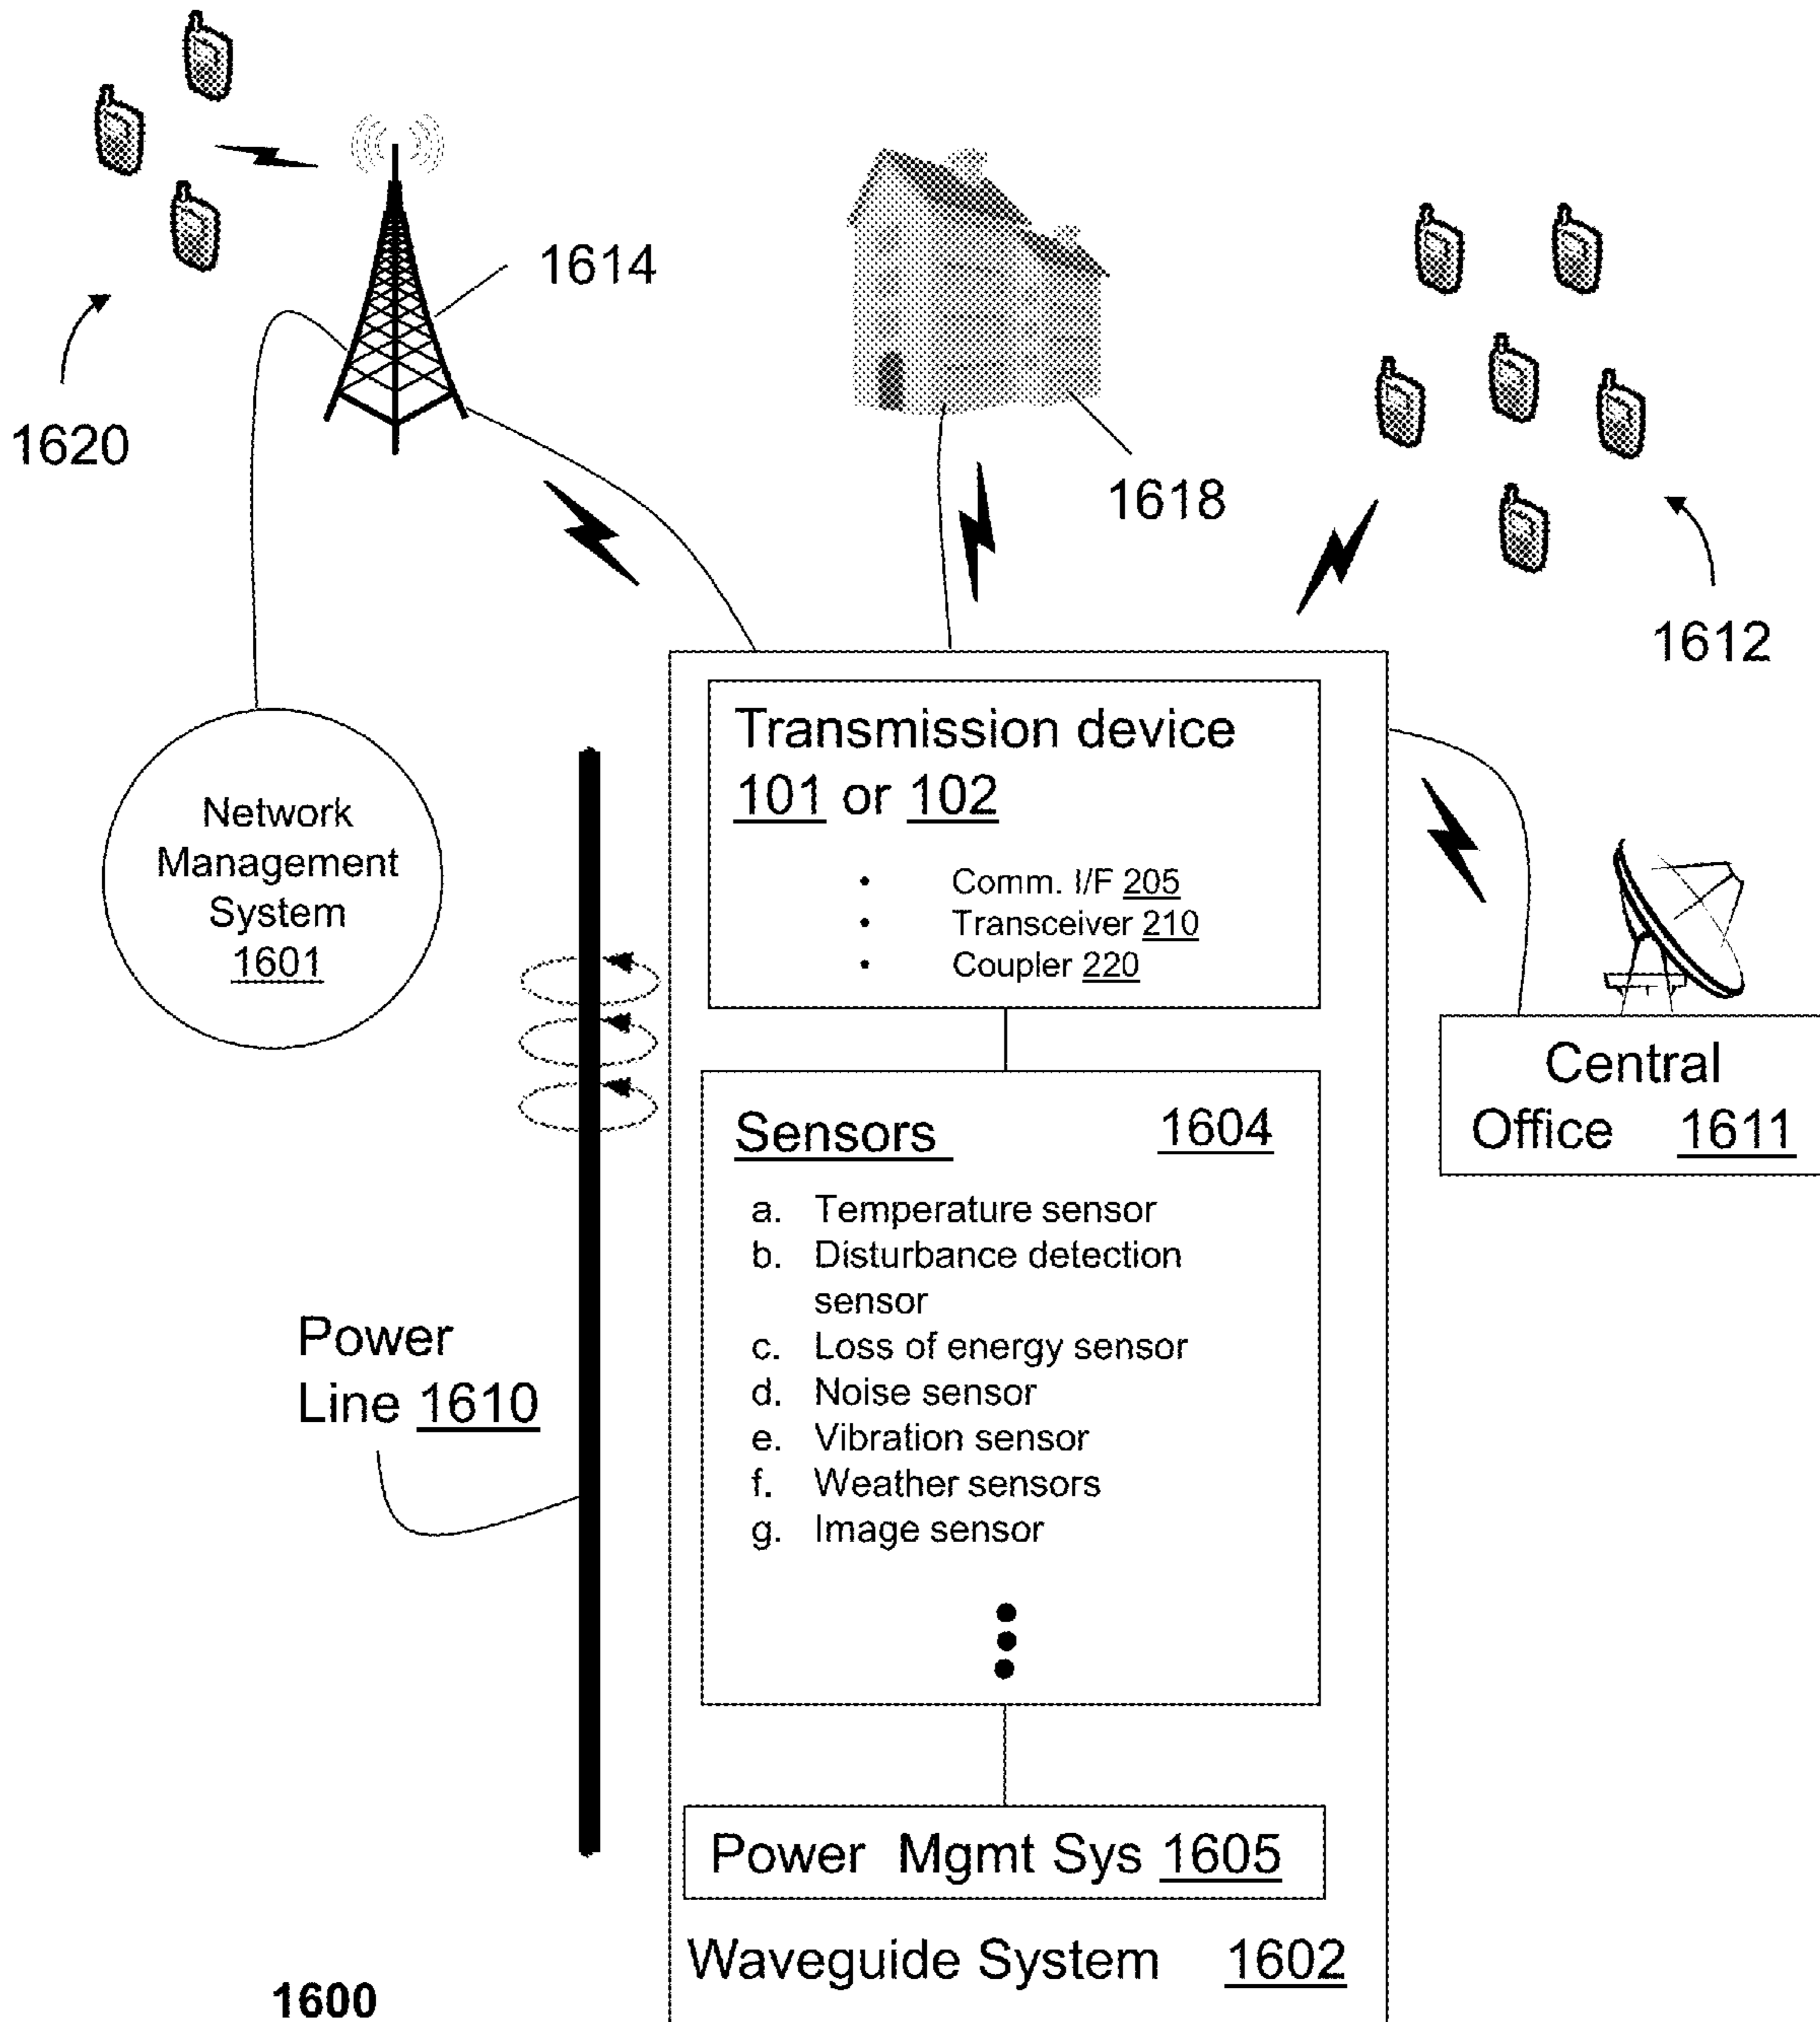 1614
1620
1618
1612
Network
Management
System
1601
Transmission device
101 or 102
• Comm. I/F 205
• Transceiver 210
• Coupler 220
Central
Office 1611
Sensors 1604
a. Temperature sensor
b. Disturbance detection
sensor
c. Loss of energy sensor
d. Noise sensor
e. Vibration sensor
f. Weather sensors
g. Image sensor
Power
Line 1610
Power Mgmt Sys 1605
Waveguide System 1602
1600